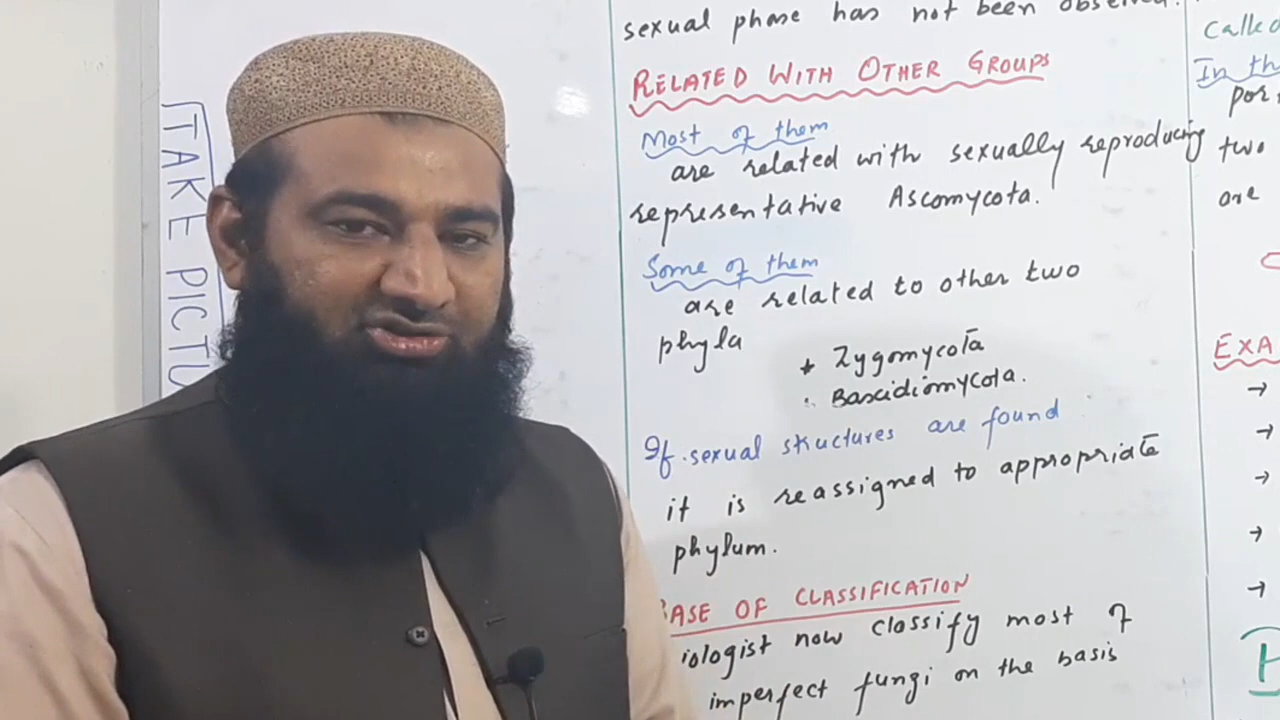 TAKE PICTU
sexual phase has not been observed.
RELATED WITH OTHER GROUPS
Most of them
are related with sexually reproducing
representative Ascomycota.
Some of them
are related to other two
phyla
* Zygomycota
Bascidiomycota.
If sexual structures are found
it is reassigned to appropriate
phylum.
BASE OF CLASSIFICATION
iologist now classify most of
imperfect fungi on the basis
Called
In th
por
two
are
EXA